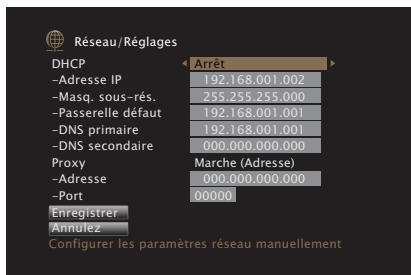 Réseau/Réglages
DHCP Arrêt
-Adresse IP 192.168.001.002
-Masq. sous-rés. 255.255.255.000
-Passerelle défaut 192.168.001.001
-DNS primaire 192.168.001.001
-DNS secondaire 000.000.000.000
Proxy Marche (Adresse)
-Adresse 000.000.000.000
-Port 00000
Enregistrer
Annulez
Configurer les paramètres réseau manuellement